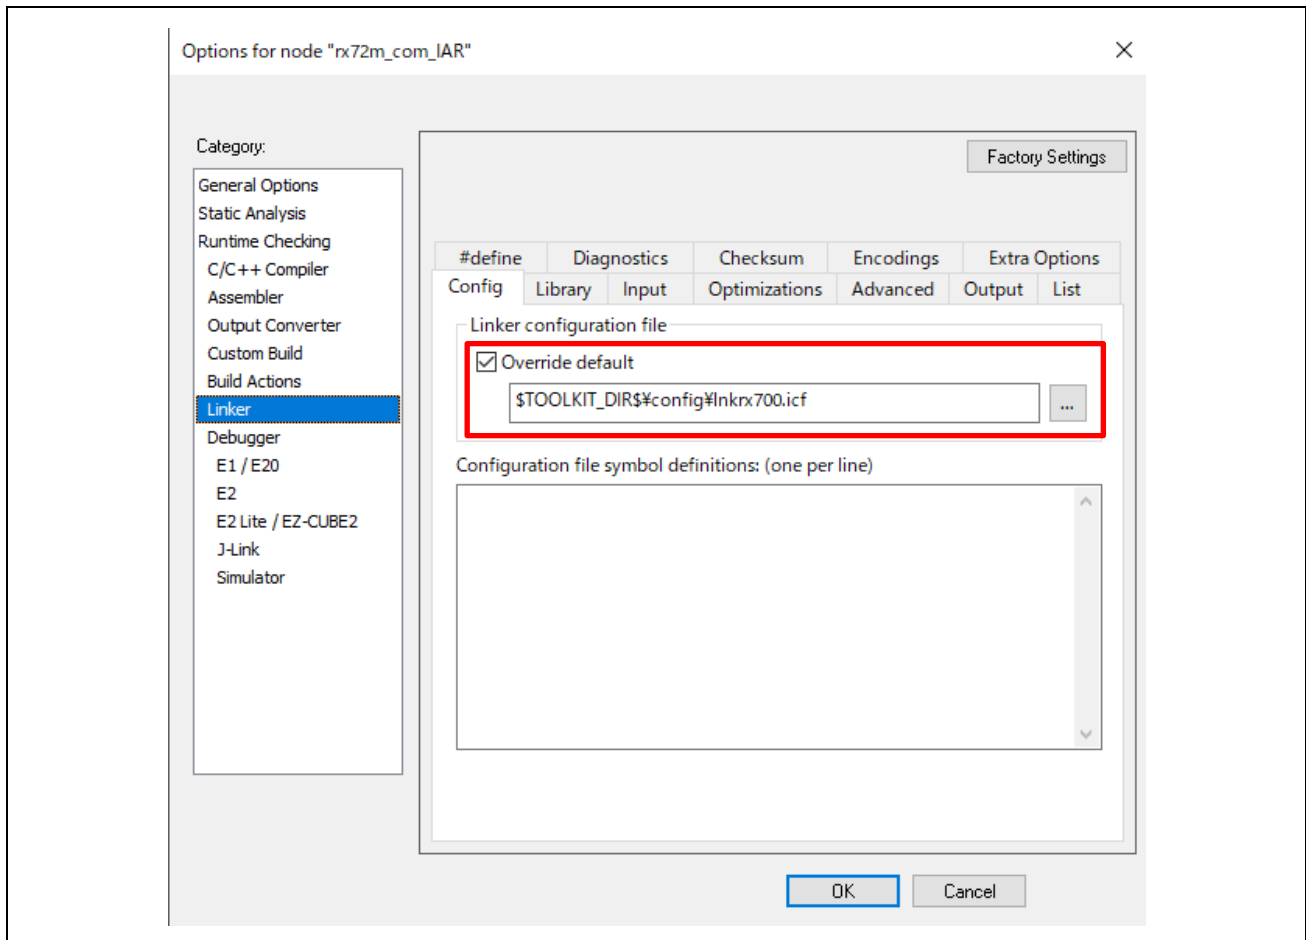 Options for node "rx72m_com_IAR"
Category:
General Options
Static Analysis
Runtime Checking
C/C++ Compiler
Assembler
Output Converter
Custom Build
Build Actions
Linker
Debugger
E1 / E20
E2
E2 Lite / EZ-CUBE2
J-Link
Simulator
Factory Settings
#define Diagnostics Checksum Encodings Extra Options
Config Library Input Optimizations Advanced Output List
Linker configuration file
Override default
$TOOLKIT_DIR$¥config¥lnkrx700.icf
...
Configuration file symbol definitions: (one per line)
OK Cancel